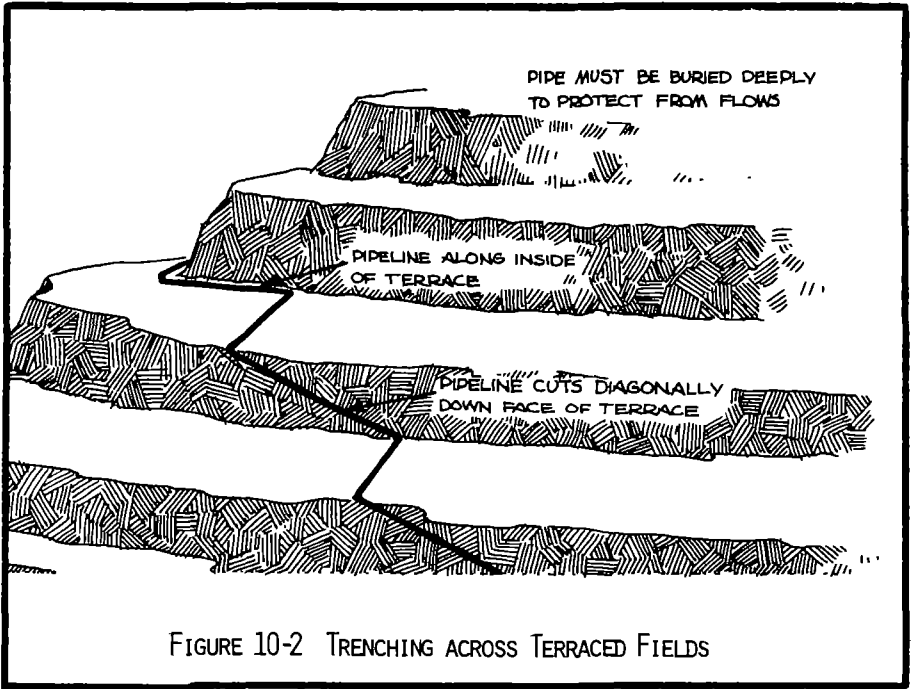 PIPE MUST BE BURIED DEEPLY
TO PROTECT FROM FLOWS
PIPELINE ALONG INSIDE
OF TERRACE
PIPELINE CUTS DIAGONALLY
DOWN FACE OF TERRACE
FIGURE 10-2 TRENCHING ACROSS TERRACED FIELDS